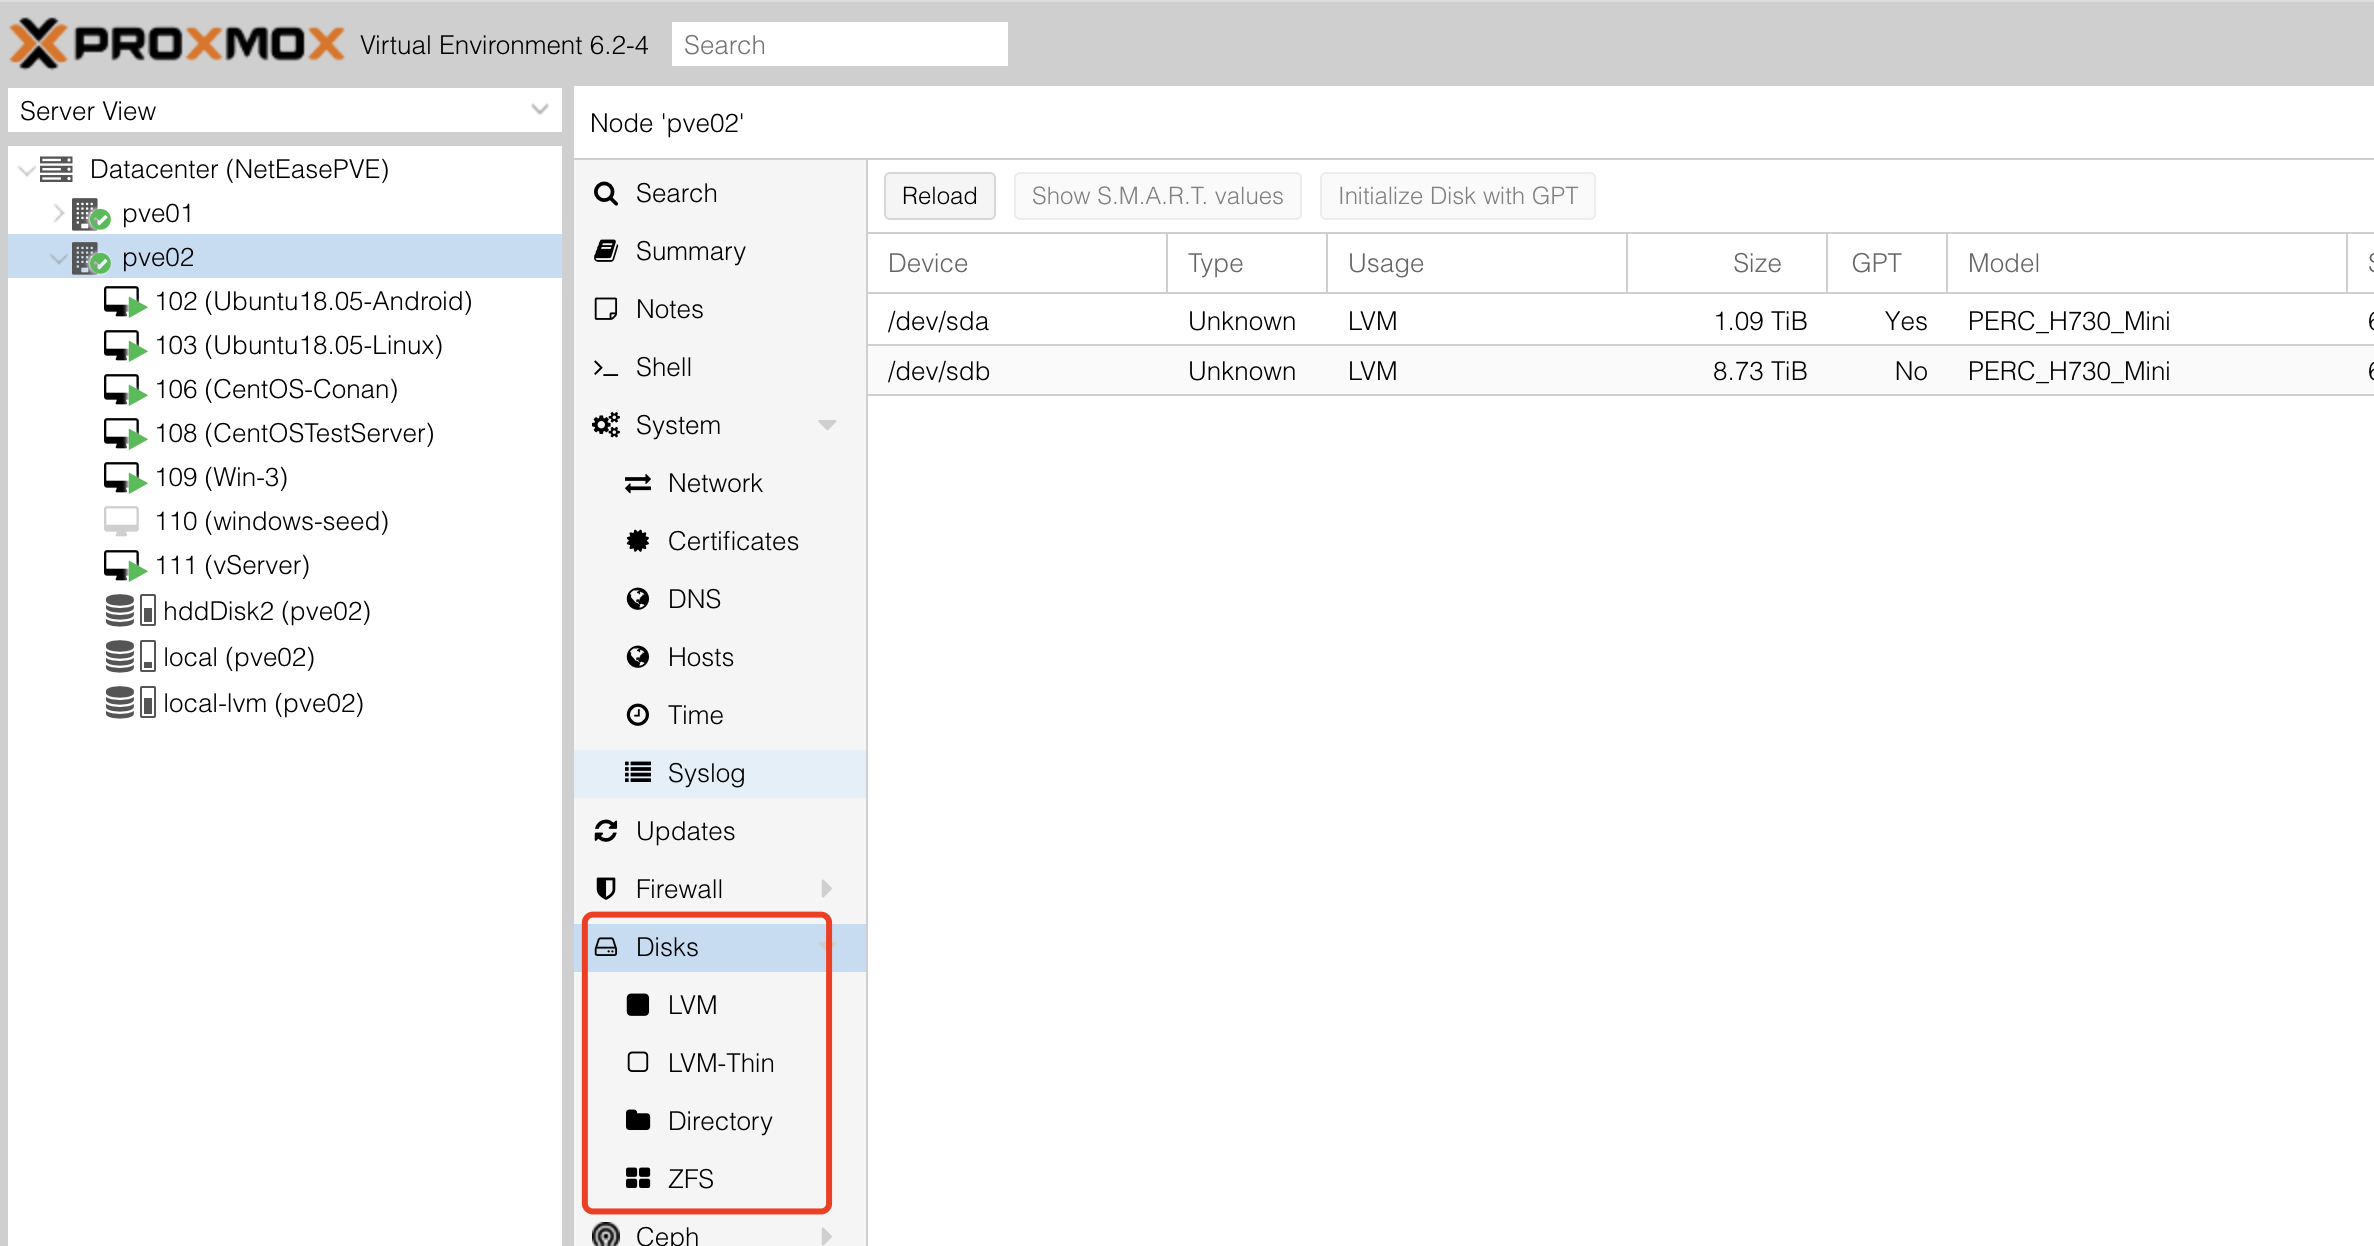 PROXMOX Virtual Environment 6.2-4 Search
Server View
Datacenter (NetEasePVE)
pve01
pve02
102 (Ubuntu18.05-Android)
103 (Ubuntu18.05-Linux)
106 (CentOS-Conan)
108 (CentOSTestServer)
109 (Win-3)
110 (windows-seed)
111 (vServer)
hddDisk2 (pve02)
local (pve02)
local-lvm (pve02)
Node 'pve02'
Search
Summary
Notes
Shell
System
Network
Certificates
DNS
Hosts
Time
Syslog
Updates
Firewall
Disks
LVM
LVM-Thin
Directory
ZFS
Ceph
Reload Show S.M.A.R.T. values Initialize Disk with GPT
Device Type Usage Size GPT Model
/dev/sda Unknown LVM 1.09 TiB Yes PERC_H730_Mini
/dev/sdb Unknown LVM 8.73 TiB No PERC_H730_Mini